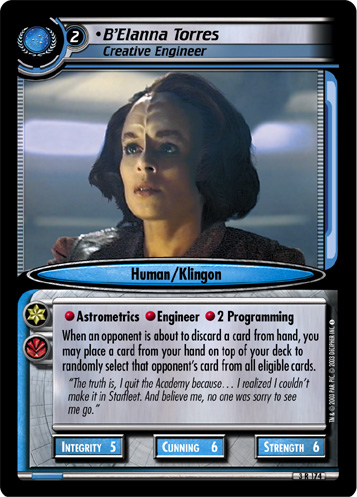 2 •B'Elanna Torres
Creative Engineer
Human/Klingon
Astrometrics Engineer 2 Programming
When an opponent is about to discard a card from hand, you
may place a card from your hand on top of your deck to
randomly select that opponent's card from all eligible cards.
"The truth is, I quit the Academy because… I realized I couldn't
make it in Starfleet. And believe me, no one was sorry to see
me go."
INTEGRITY 5 CUNNING 6 STRENGTH 6
3 R 174
™, © 2003 PAR. PIC. © 2003 DECIPHER INC.